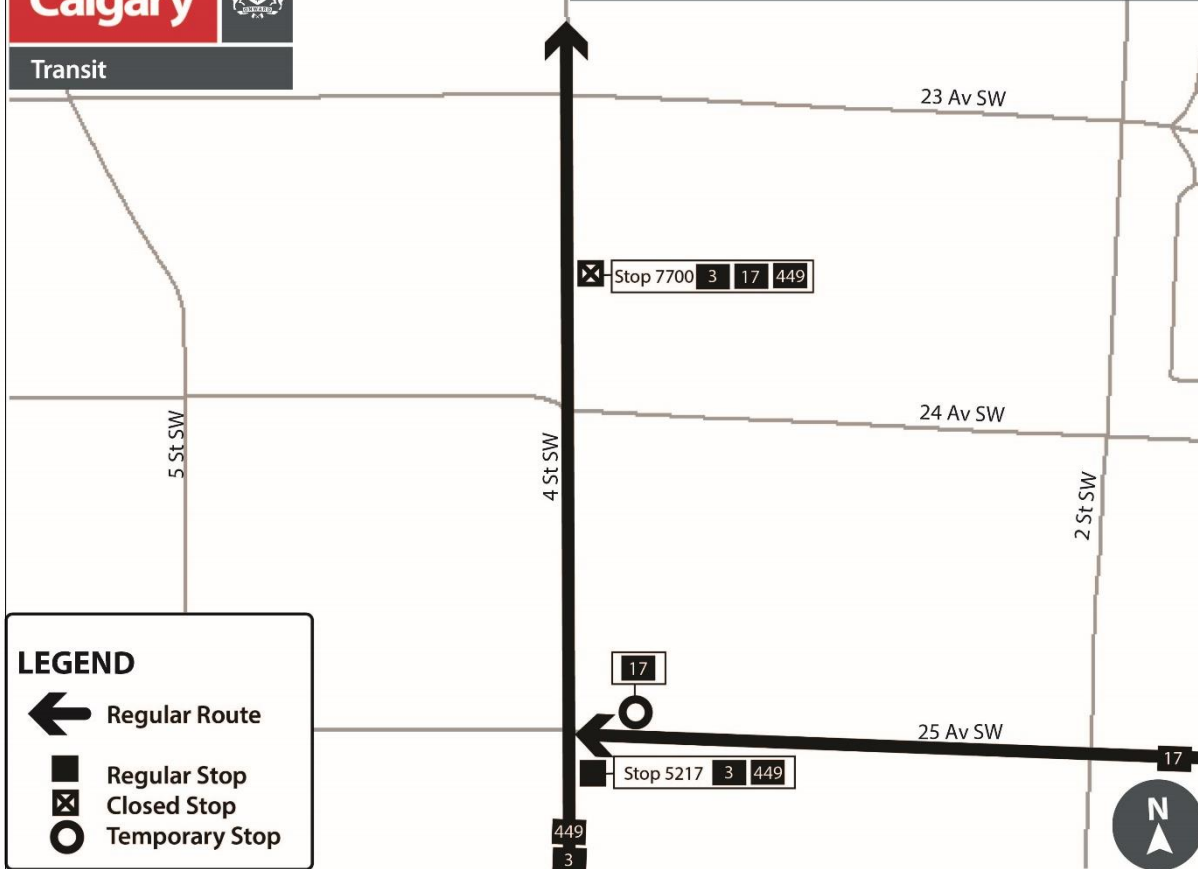 Calgary
ONWARD
Transit
23 Av SW
Stop 7700 3 17 449
24 Av SW
5 St SW
4 St SW
2 St SW
17
25 Av SW
17
Stop 5217 3 449
449
3
LEGEND
Regular Route
Regular Stop
Closed Stop
Temporary Stop
N